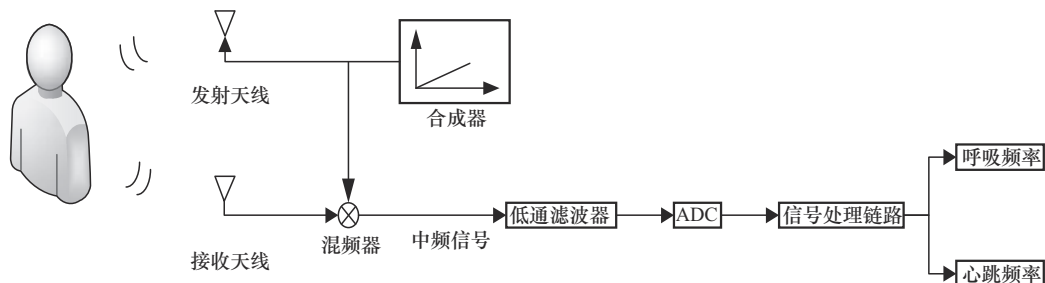 发射天线
合成器
呼吸频率
低通滤波器
ADC
信号处理链路
混频器
中频信号
接收天线
心跳频率